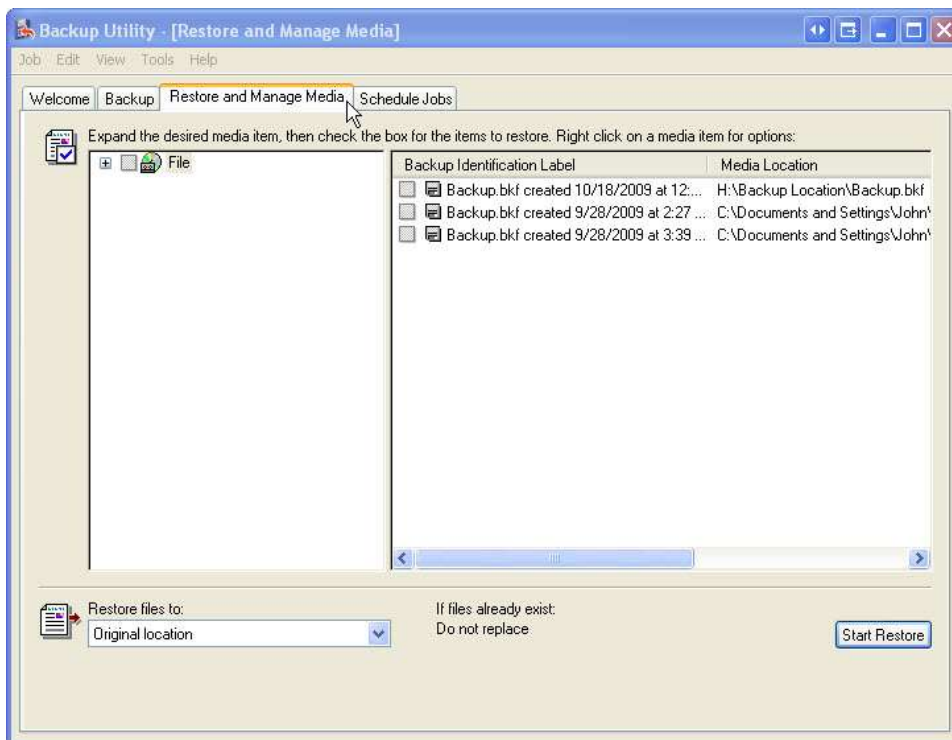 Backup Utility - [Restore and Manage Media]
Job Edit View Tools Help
Welcome Backup Restore and Manage Media Schedule Jobs
Expand the desired media item, then check the box for the items to restore. Right click on a media item for options:
File
Backup Identification Label Media Location
Backup.bkf created 10/18/2009 at 12:... H:\Backup Location\Backup.bkf
Backup.bkf created 9/28/2009 at 2:27 ... C:\Documents and Settings\John\
Backup.bkf created 9/28/2009 at 3:39 ... C:\Documents and Settings\John\
Restore files to:
Original location
If files already exist:
Do not replace
Start Restore